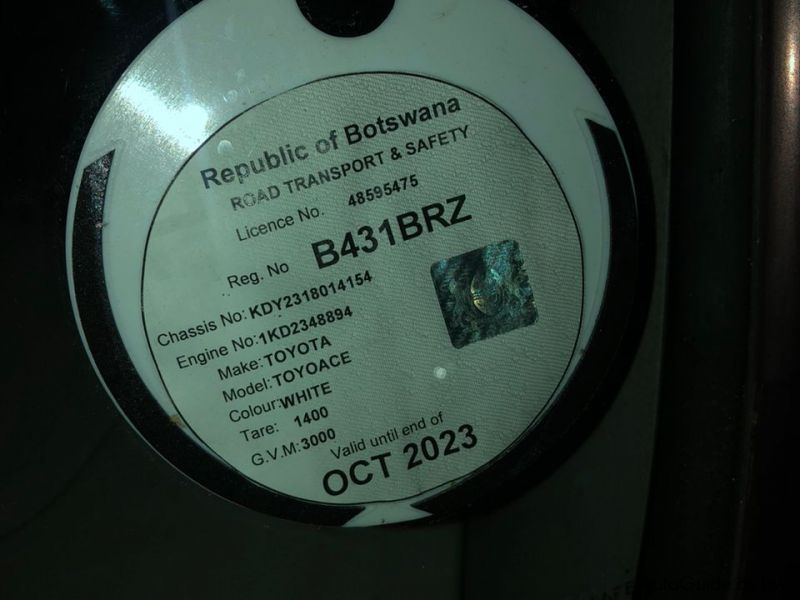 Republic of Botswana
ROAD TRANSPORT & SAFETY
Licence No. 48595475
Reg. No B431BRZ
Chassis No: KDY2318014154
Engine No:1KD2348894
Make: TOYOTA
Model: TOYOACE
Colour:WHITE
Tare: 1400
G.V.M:3000
Valid until end of
OCT 2023